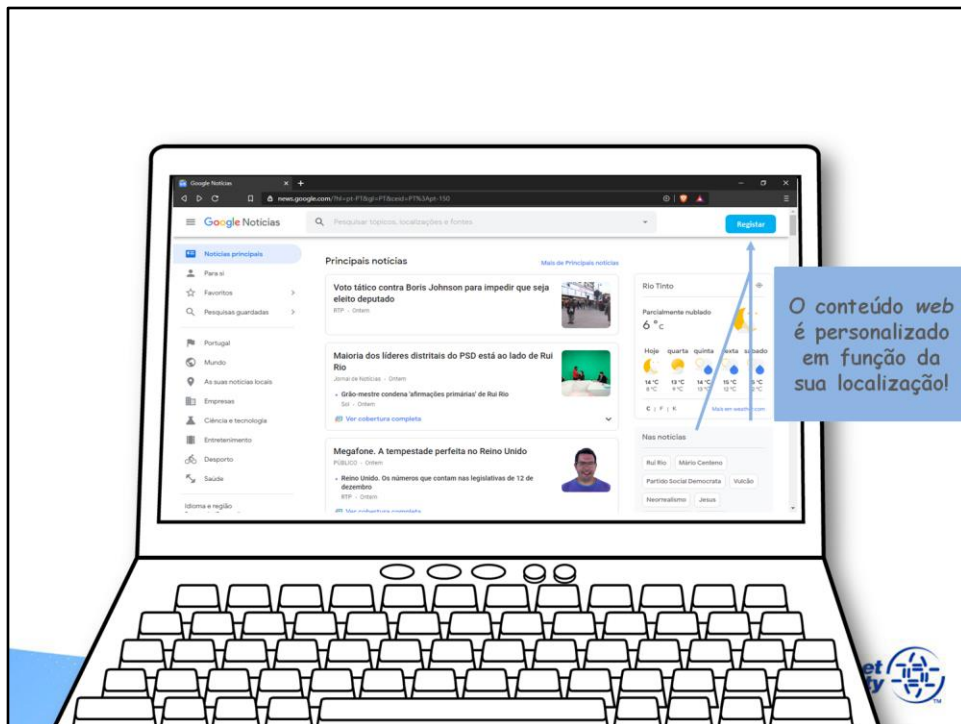 Google Notícias
news.google.com/?hl=pt-PT&gl=PT&ceid=PT%3Apt-150
Google Notícias
Pesquisar tópicos, localizações e fontes
Registar
Notícias principais
Para si
Favoritos
Pesquisas guardadas
Portugal
Mundo
As suas notícias locais
Empresas
Ciência e tecnologia
Entretenimento
Desporto
Saúde
Idioma e região
Principais notícias
Mais de Principais notícias
Voto tático contra Boris Johnson para impedir que seja
eleito deputado
RTP - Ontem
Maioria dos líderes distritais do PSD está ao lado de Rui
Rio
Jornal de Notícias - Ontem
Grão-mestre condena 'afirmações primárias' de Rui Rio
Sol - Ontem
Ver cobertura completa
Megafone. A tempestade perfeita no Reino Unido
PÚBLICO - Ontem
Reino Unido. Os números que contam nas legislativas de 12 de
dezembro
RTP - Ontem
Ver cobertura completa
Rio Tinto
Parcialmente nublado
6 °C
Hoje quarta quinta sexta sábado
14 °C 13 °C 14 °C 15 °C
C | F | K
Mais em weather.com
Nas notícias
Rui Rio Mário Centeno
Partido Social Democrata Vulcão
Neorrealismo Jesus
O conteúdo web
é personalizado
em função da
sua localização!
et
ty
TM